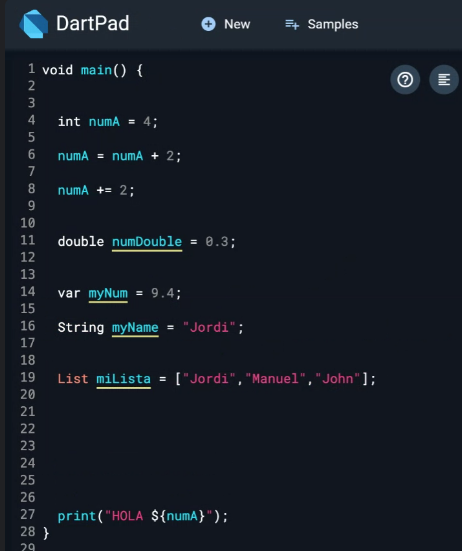 DartPad New Samples
1 void main() {
2
3
4 int numA = 4;
5
6 numA = numA + 2;
7
8 numA += 2;
9
10
11 double numDouble = 0.3;
12
13
14 var myNum = 9.4;
15
16 String myName = "Jordi";
17
18
19 List miLista = ["Jordi","Manuel","John"];
20
21
22
23
24
25
26
27 print("HOLA ${numA}");
28 }
29